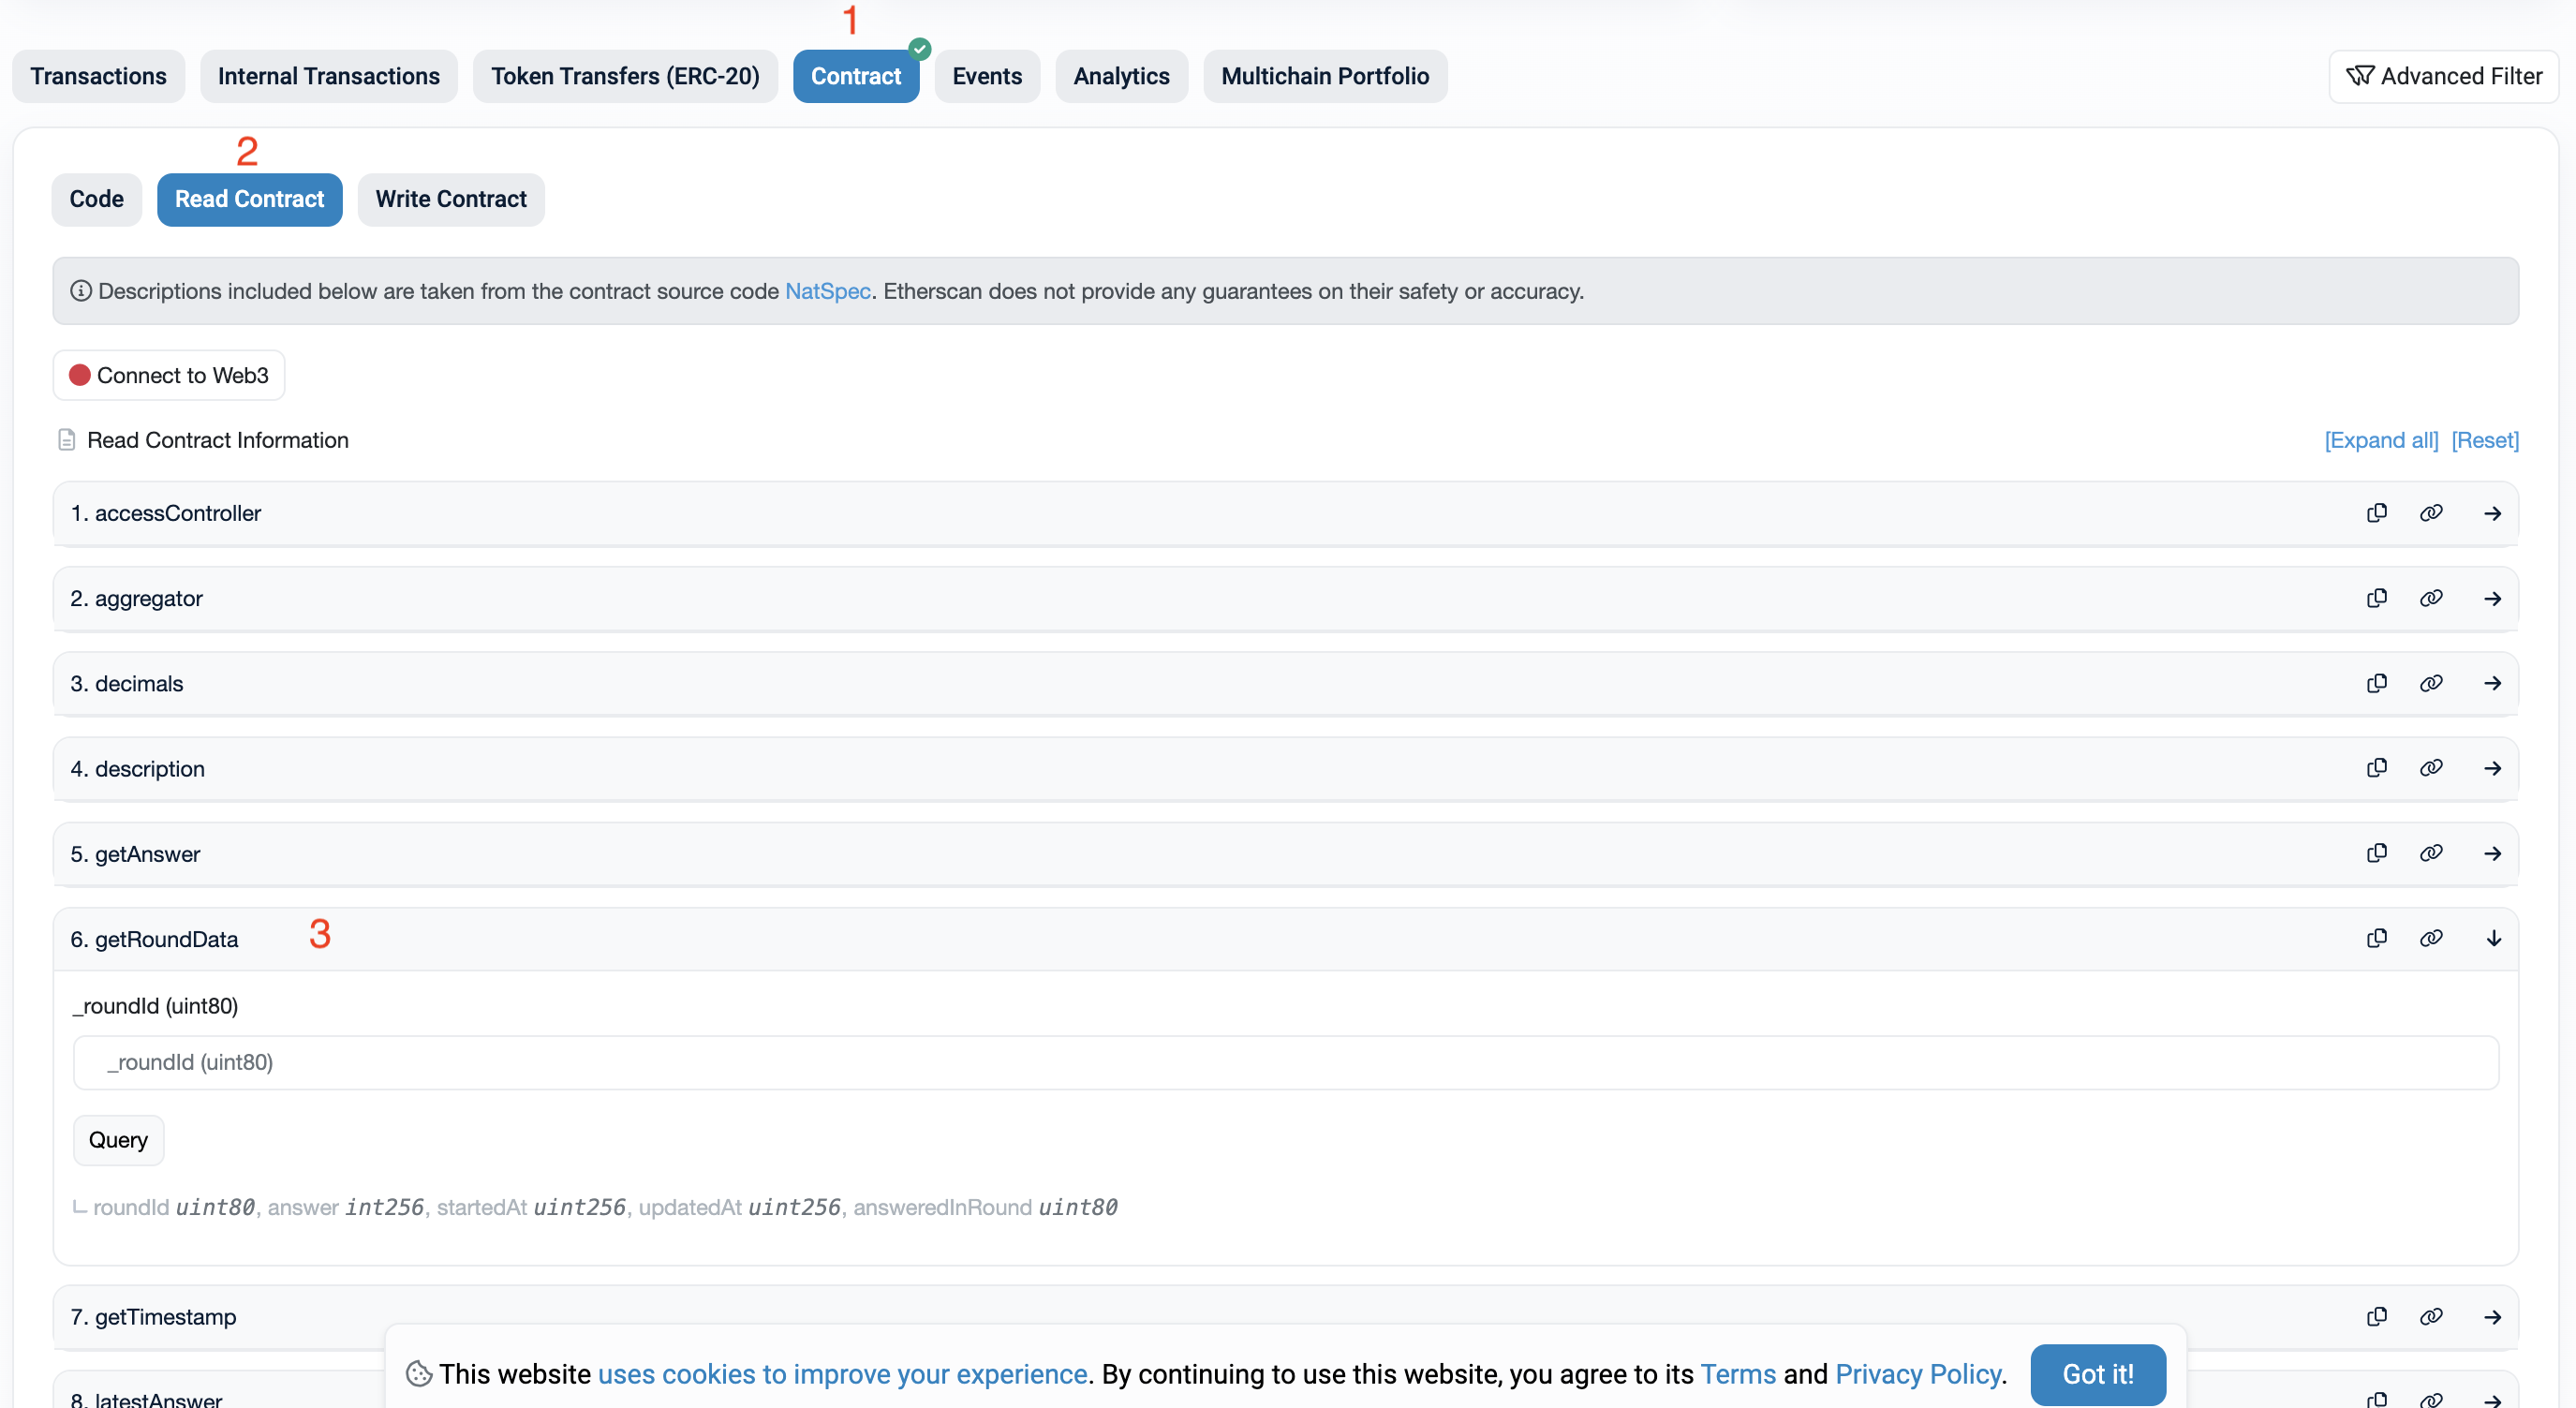 1
Transactions
Internal Transactions
Token Transfers (ERC-20)
Contract
Events
Analytics
Multichain Portfolio
Advanced Filter
2
Code
Read Contract
Write Contract
Descriptions included below are taken from the contract source code NatSpec. Etherscan does not provide any guarantees on their safety or accuracy.
Connect to Web3
Read Contract Information
[Expand all] [Reset]
1. accessController
2. aggregator
3. decimals
4. description
5. getAnswer
6. getRoundData
3
_roundId (uint80)
_roundId (uint80)
Query
roundId uint80, answer int256, startedAt uint256, updatedAt uint256, answeredInRound uint80
7. getTimestamp
This website uses cookies to improve your experience. By continuing to use this website, you agree to its Terms and Privacy Policy.
Got it!
8. latestAnswer